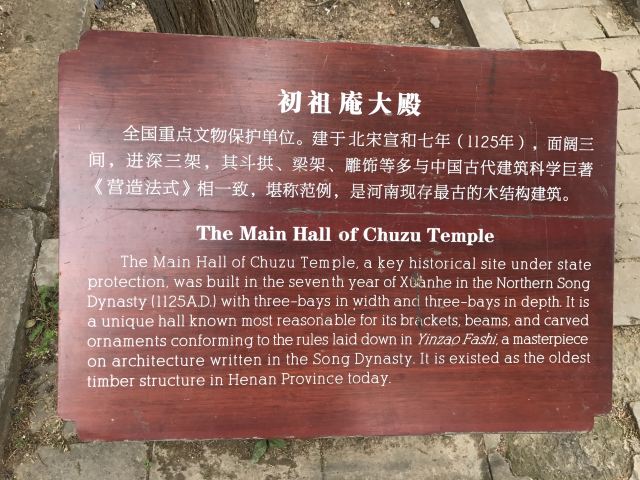 初祖庵大殿
全国重点文物保护单位。建于北宋宣和七年（1125年），面阔三
间，进深三架，其斗拱、梁架、雕饰等多与中国古代建筑科学巨著
《营造法式》相一致，堪称范例，是河南现存最古的木结构建筑。
The Main Hall of Chuzu Temple
The Main Hall of Chuzu Temple, a key historical site under state
protection, was built in the seventh year of Xuanhe in the Northern Song
Dynasty (1125A.D.) with three-bays in width and three-bays in depth. It is
a unique hall known most reasonable for its brackets, beams, and carved
ornaments conforming to the rules laid down in Yinzao Fashi, a masterpiece
on architecture written in the Song Dynasty. It is existed as the oldest
timber structure in Henan Province today.